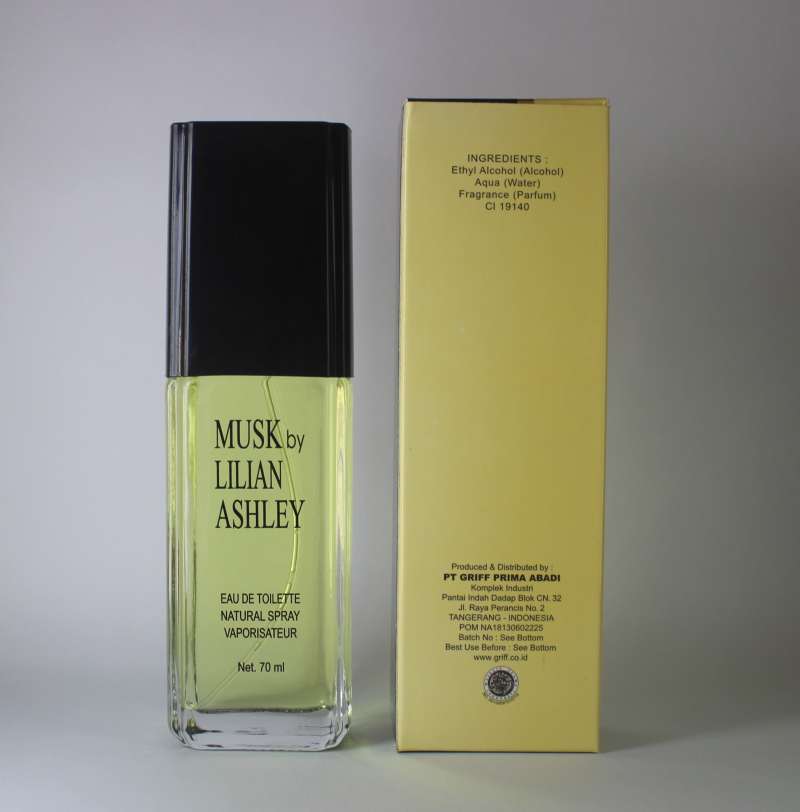 MUSK by
LILIAN
ASHLEY
EAU DE TOILETTE
NATURAL SPRAY
VAPORISATEUR
Net. 70 ml
INGREDIENTS :
Ethyl Alcohol (Alcohol)
Aqua (Water)
Fragrance (Parfum)
CI 19140
Produced & Distributed by :
PT GRIFF PRIMA ABADI
Komplek Industri
Pantai Indah Dadap Blok CN. 32
Jl. Raya Perancis No. 2
TANGERANG - INDONESIA
POM NA18130602225
Batch No : See Bottom
Best Use Before : See Bottom
www.griff.co.id